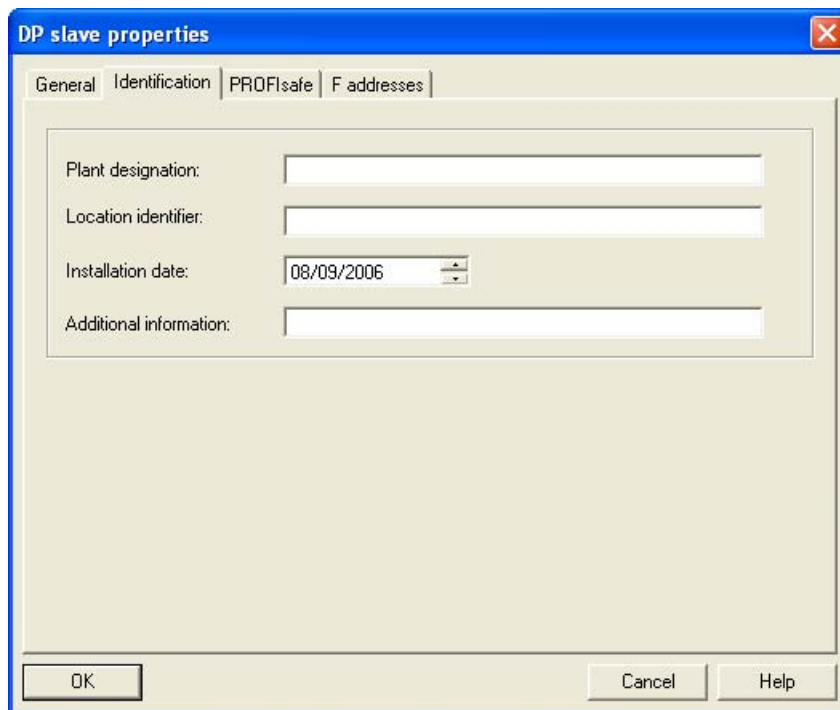 DP slave properties
General Identification PROFIsafe F addresses
Plant designation:
Location identifier:
Installation date: 08/09/2006
Additional information:
OK Cancel Help